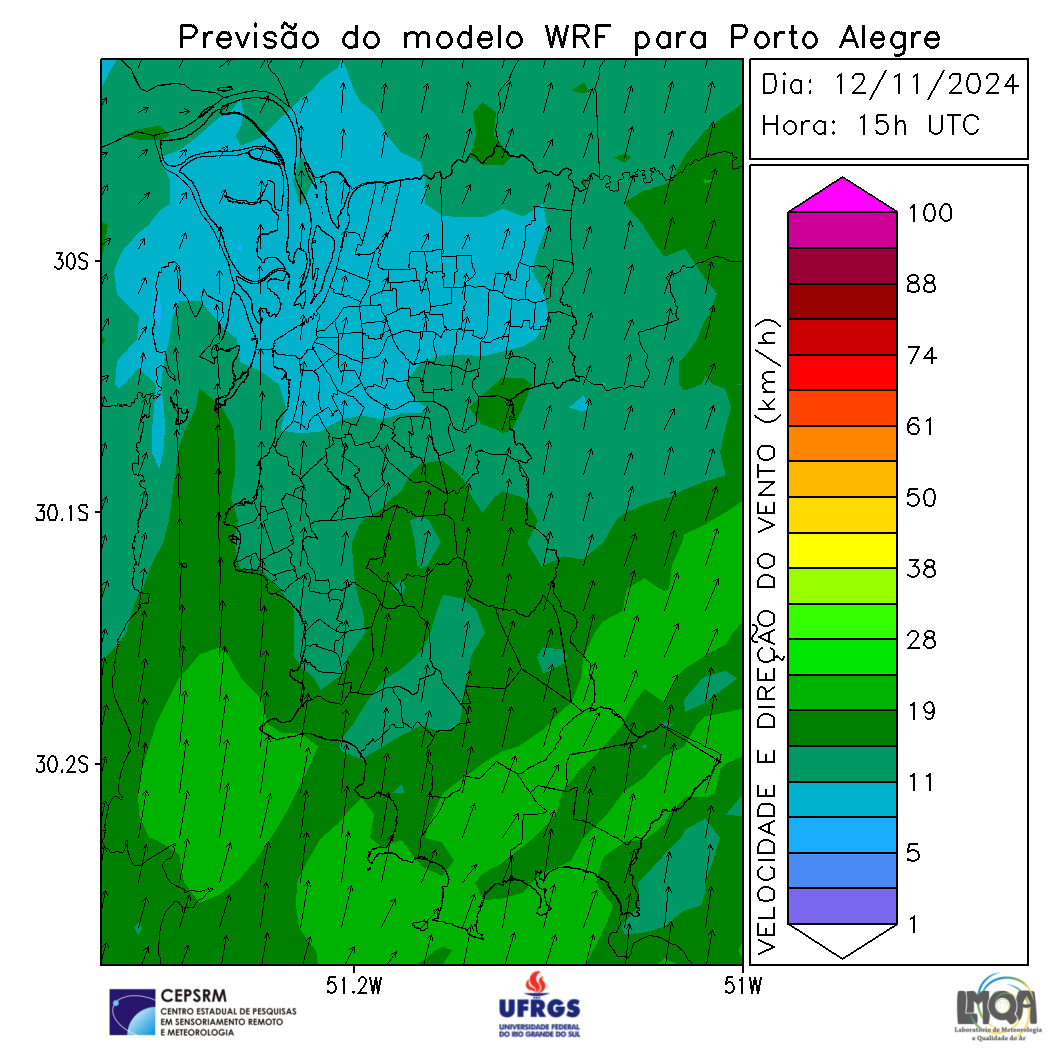 Previsão do modelo WRF para Porto Alegre
Dia: 12/11/2024
Hora: 15h UTC
30S
30.1S
30.2S
51.2W
51W
VELOCIDADE E DIREÇÃO DO VENTO (km/h)
100
88
74
61
50
38
28
19
11
5
1
CEPSRM
CENTRO ESTADUAL DE PESQUISAS
EM SENSORIAMENTO REMOTO
E METEOROLOGIA
UFRGS
UNIVERSIDADE FEDERAL
DO RIO GRANDE DO SUL
LMQA
Laboratório de Meteorologia
e Qualidade do Ar